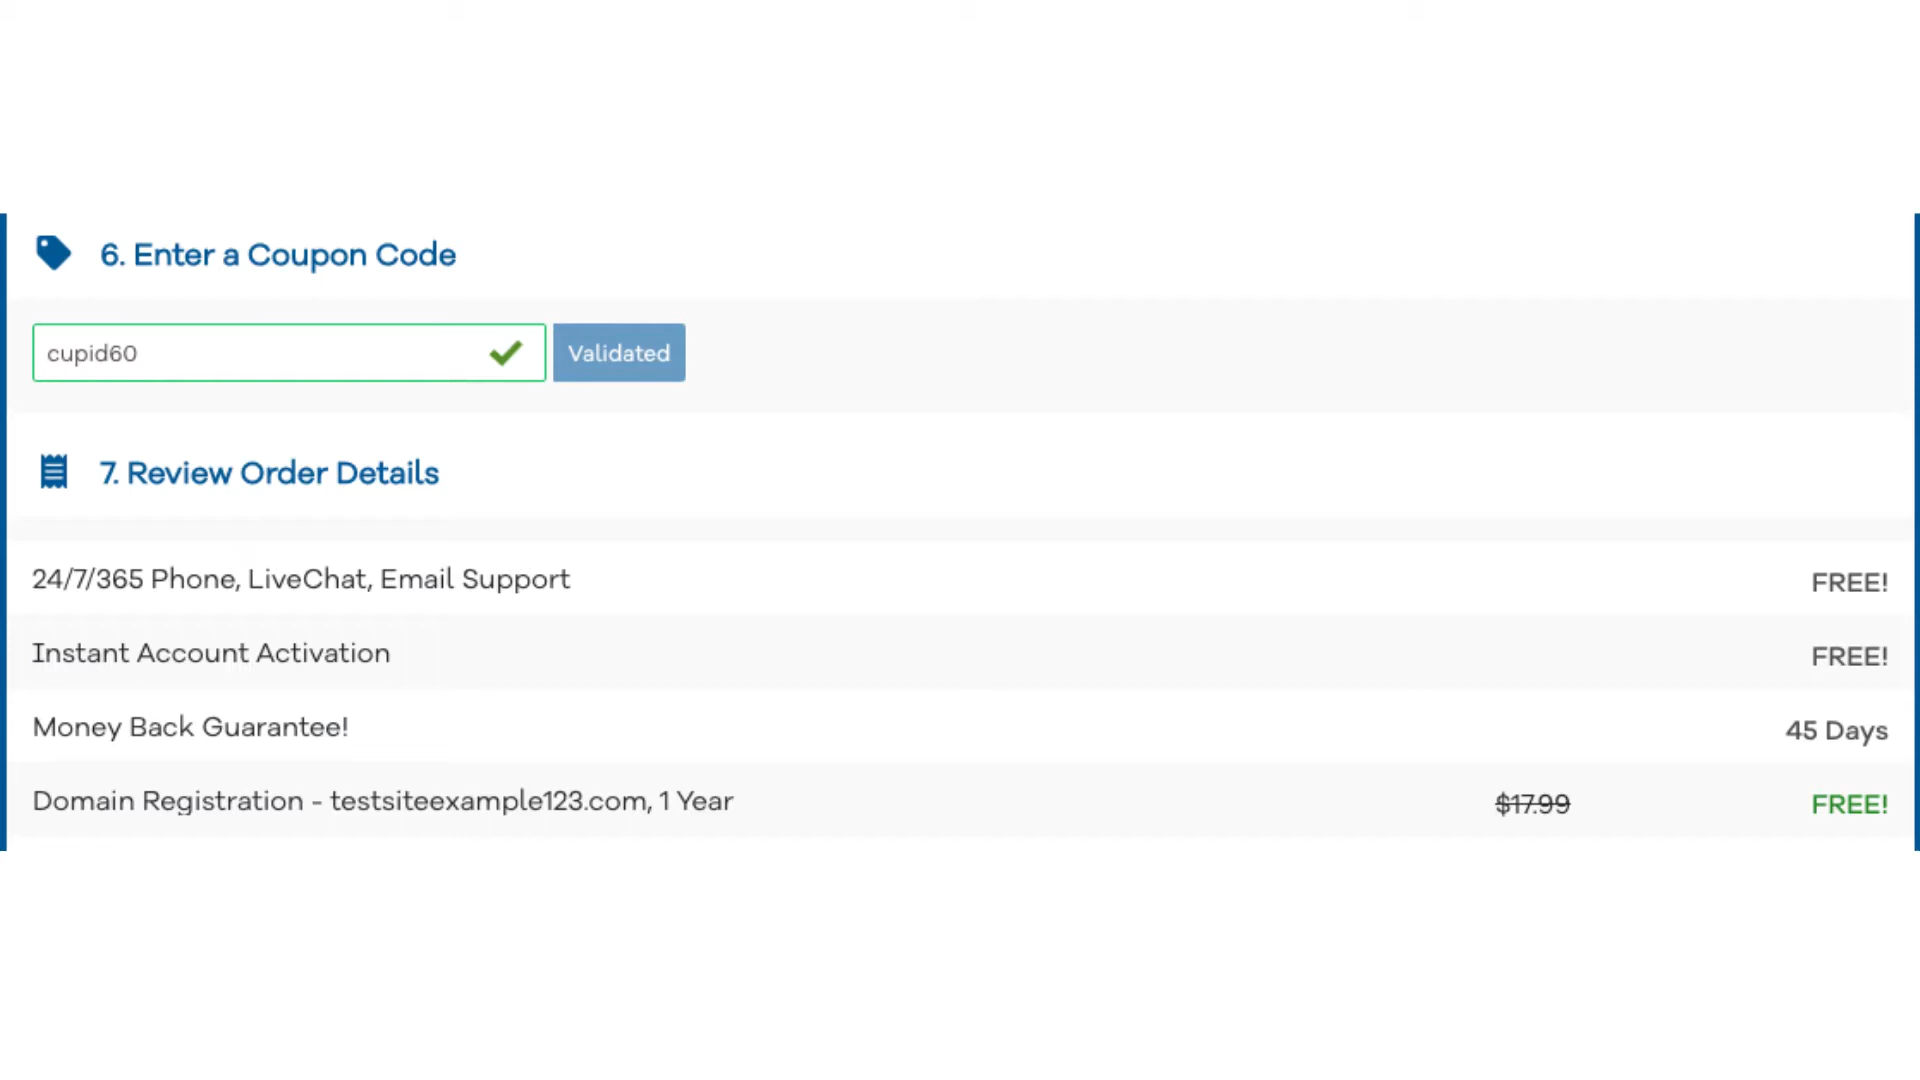 6. Enter a Coupon Code
cupid60 Validated
7. Review Order Details
24/7/365 Phone, LiveChat, Email Support FREE!
Instant Account Activation FREE!
Money Back Guarantee! 45 Days
Domain Registration - testsiteexample123.com, 1 Year $17.99 FREE!